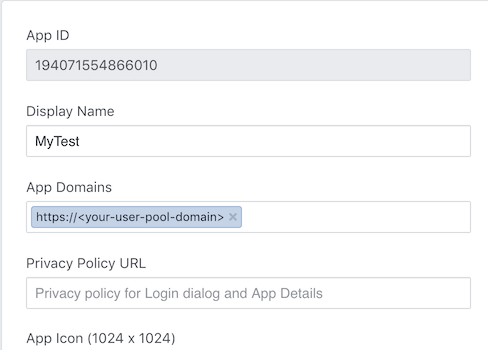 App ID
194071554866010
Display Name
MyTest
App Domains
https://<your-user-pool-domain> ×
Privacy Policy URL
Privacy policy for Login dialog and App Details
App Icon (1024 x 1024)